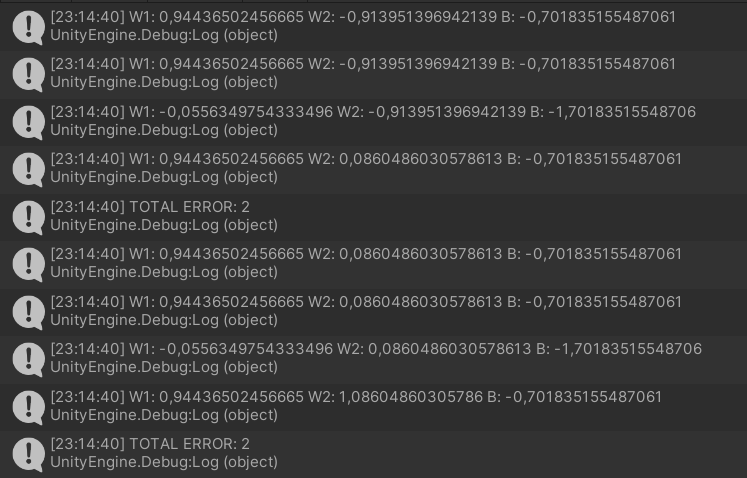 [23:14:40] W1: 0,94436502456665 W2: -0,913951396942139 B: -0,701835155487061
UnityEngine.Debug:Log (object)
[23:14:40] W1: 0,94436502456665 W2: -0,913951396942139 B: -0,701835155487061
UnityEngine.Debug:Log (object)
[23:14:40] W1: -0,0556349754333496 W2: -0,913951396942139 B: -1,70183515548706
UnityEngine.Debug:Log (object)
[23:14:40] W1: 0,94436502456665 W2: 0,0860486030578613 B: -0,701835155487061
UnityEngine.Debug:Log (object)
[23:14:40] TOTAL ERROR: 2
UnityEngine.Debug:Log (object)
[23:14:40] W1: 0,94436502456665 W2: 0,0860486030578613 B: -0,701835155487061
UnityEngine.Debug:Log (object)
[23:14:40] W1: 0,94436502456665 W2: 0,0860486030578613 B: -0,701835155487061
UnityEngine.Debug:Log (object)
[23:14:40] W1: -0,0556349754333496 W2: 0,0860486030578613 B: -1,70183515548706
UnityEngine.Debug:Log (object)
[23:14:40] W1: 0,94436502456665 W2: 1,08604860305786 B: -0,701835155487061
UnityEngine.Debug:Log (object)
[23:14:40] TOTAL ERROR: 2
UnityEngine.Debug:Log (object)